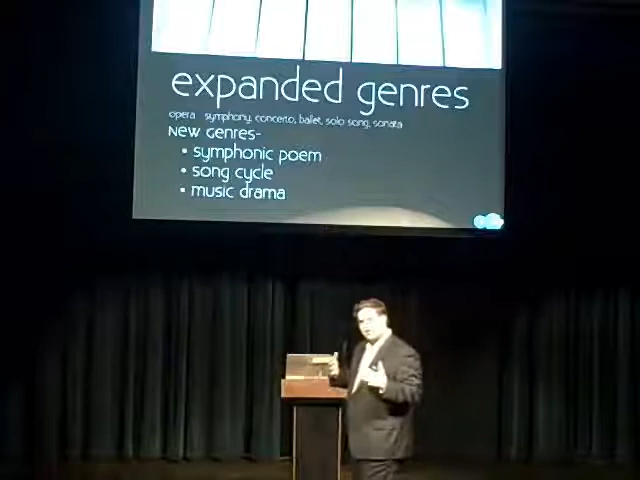 expanded genres
opera symphony, concerto, ballet, solo song, sonata
New genres-
• symphonic poem
• song cycle
• music drama